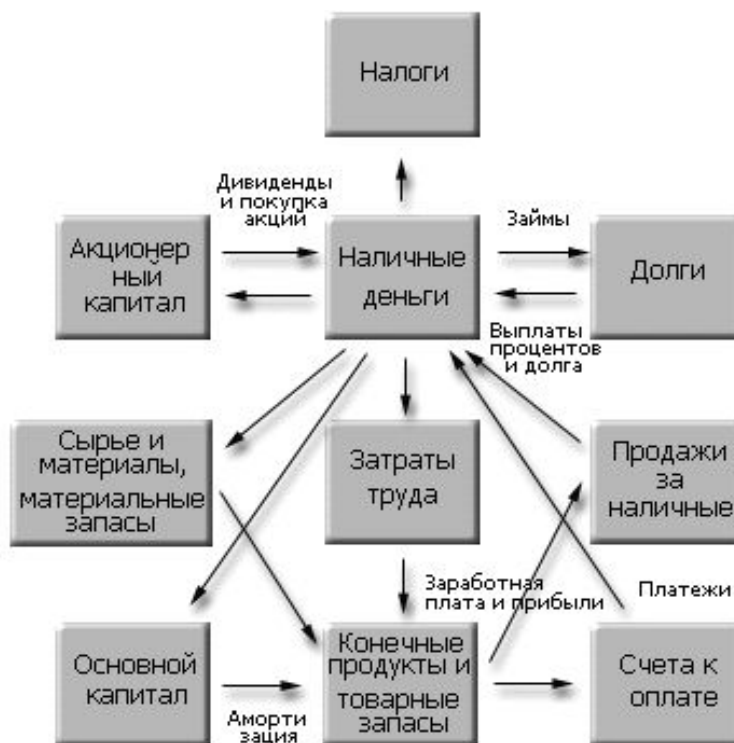 Налоги
Дивиденды
и покупка
акций
Займы
Акционер
ный
капитал
Наличные
деньги
Долги
Выплаты
процентов
и долга
Сырье и
материалы,
материальные
запасы
Затраты
труда
Продажи
за
наличные
Заработная
плата и прибыли
Платежи
Основной
капитал
Аморти
зация
Конечные
продукты и
товарные
запасы
Счета к
оплате